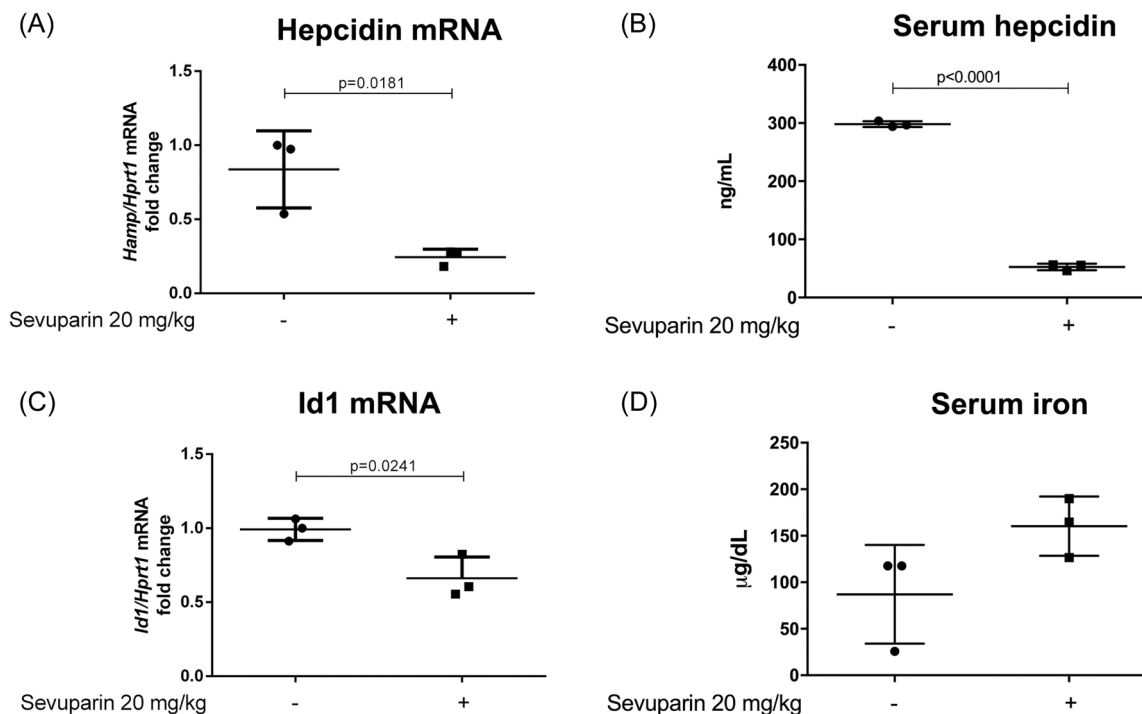 (A)
Hepcidin mRNA
Hamp/Hprt1 mRNA
fold change
1.5
1.0
0.5
0.0
p=0.0181
Sevuparin 20 mg/kg - +
(B)
Serum hepcidin
ng/mL
400
300
200
100
0
p<0.0001
Sevuparin 20 mg/kg - +
(C)
Id1 mRNA
Id1/Hprt1 mRNA
fold change
1.5
1.0
0.5
0.0
p=0.0241
Sevuparin 20 mg/kg - +
(D)
Serum iron
µg/dL
250
200
150
100
50
0
Sevuparin 20 mg/kg - +